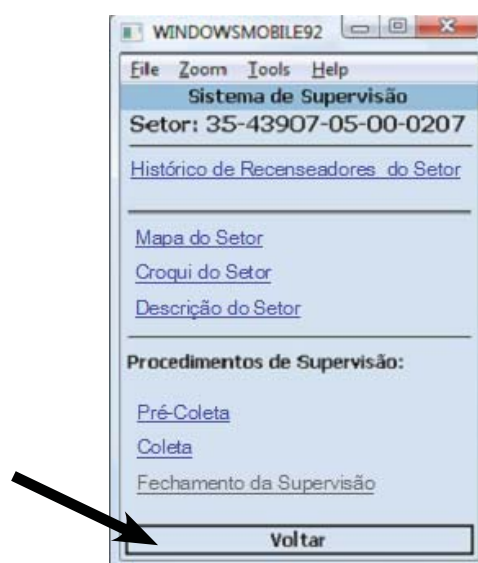 WINDOWSMOBILE92
File Zoom Tools Help
Sistema de Supervisão
Setor: 35-43907-05-00-0207
Histórico de Recenseadores do Setor
Mapa do Setor
Croqui do Setor
Descrição do Setor
Procedimentos de Supervisão:
Pré-Coleta
Coleta
Fechamento da Supervisão
Voltar